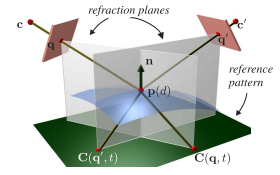 refraction planes
c
q
c′
q′
reference
pattern
n
p(d)
C(q′, t)
C(q, t)